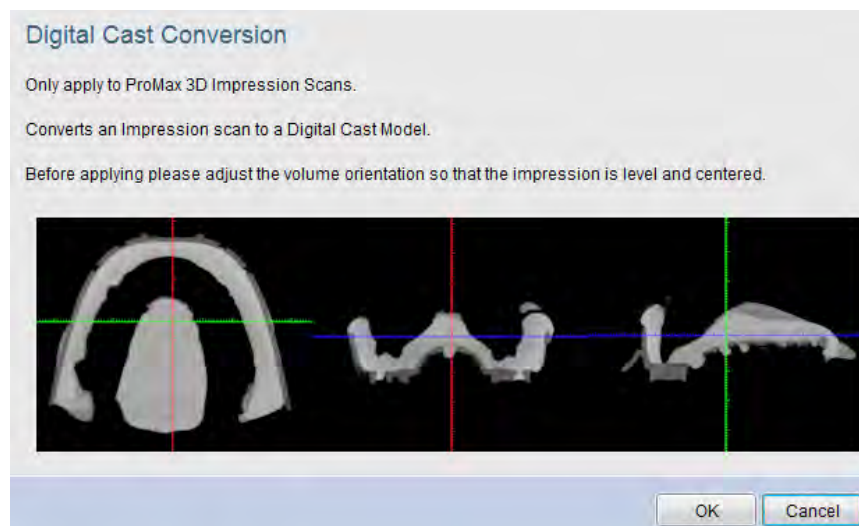 Digital Cast Conversion
Only apply to ProMax 3D Impression Scans.
Converts an Impression scan to a Digital Cast Model.
Before applying please adjust the volume orientation so that the impression is level and centered.
OK
Cancel